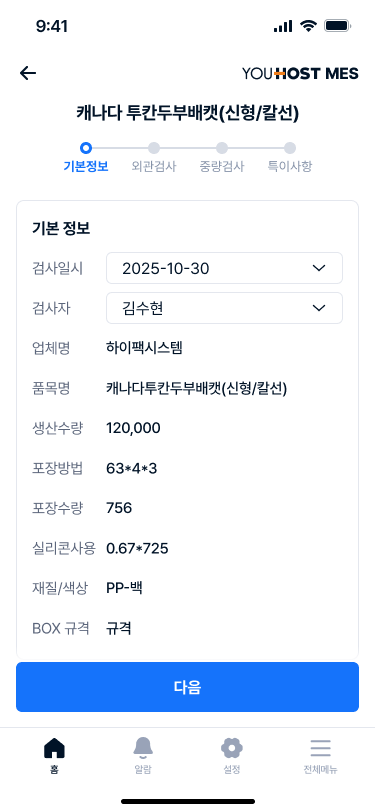 9:41
YOUHOST MES
캐나다 투칸두부배캣(신형/칼선)
기본정보 외관검사 중량검사 특이사항
기본 정보
검사일시 2025-10-30
검사자 김수현
업체명 하이팩시스템
품목명 캐나다투칸두부배캣(신형/칼선)
생산수량 120,000
포장방법 63*4*3
포장수량 756
실리콘사용 0.67*725
재질/색상 PP-백
BOX 규격 규격
다음
홈 알람 설정 전체메뉴